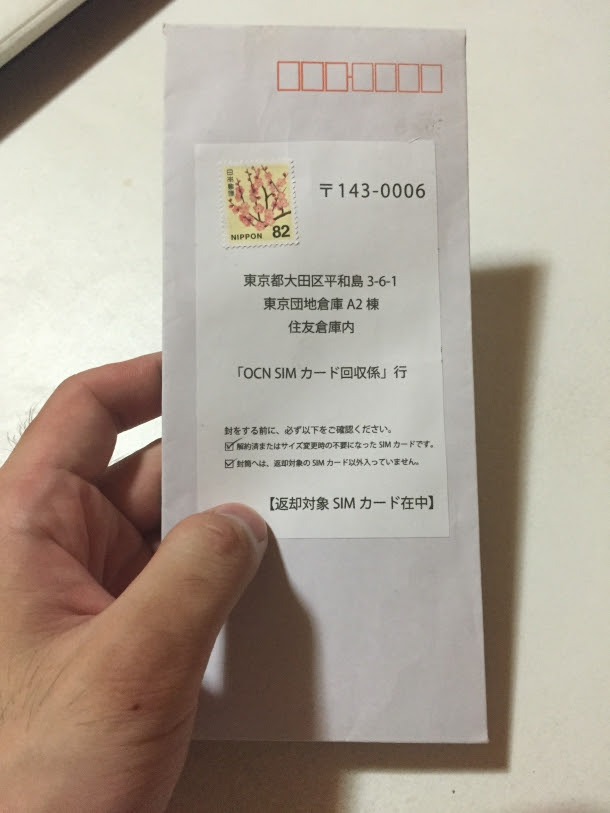 日本郵便
NIPPON 82
〒143-0006
東京都大田区平和島 3-6-1
東京団地倉庫 A2 棟
住友倉庫内
「OCN SIM カード回収係」行
封をする前に、必ず以下をご確認ください。
☑ 解約済またはサイズ変更時の不要になった SIM カードです。
☑ 封筒へは、返却対象の SIM カード以外入っていません。
【返却対象 SIM カード在中】